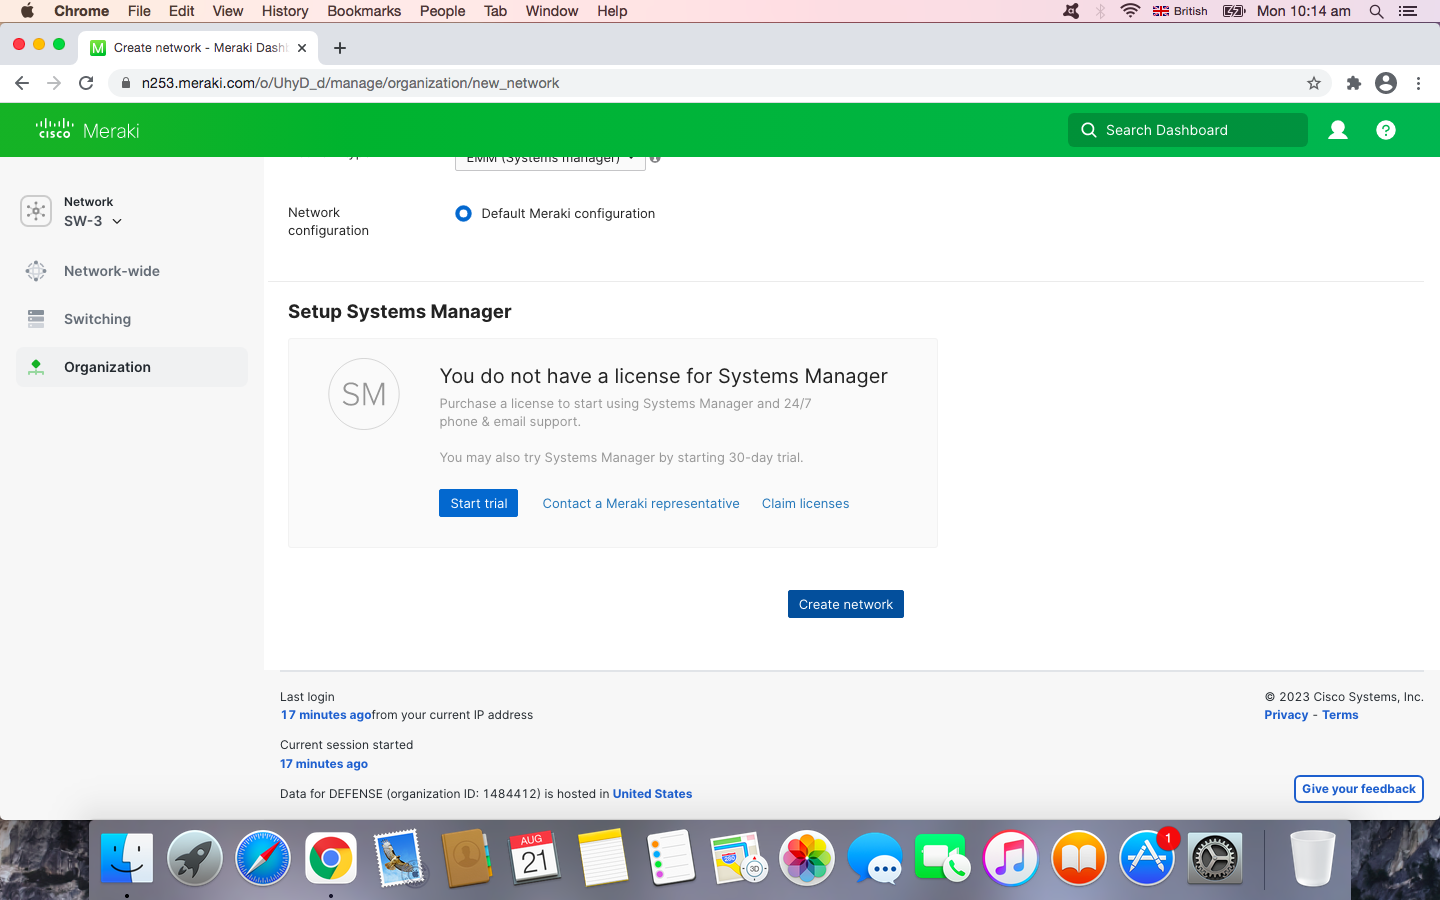 Chrome File Edit View History Bookmarks People Tab Window Help British Mon 10:14 am
Create network - Meraki Dash
n253.meraki.com/o/UhyD_d/manage/organization/new_network
cisco Meraki Search Dashboard
EMM (Systems manager)
Network
SW-3
Network-wide
Switching
Organization
Network
configuration
Default Meraki configuration
Setup Systems Manager
SM
You do not have a license for Systems Manager
Purchase a license to start using Systems Manager and 24/7
phone & email support.
You may also try Systems Manager by starting 30-day trial.
Start trial Contact a Meraki representative Claim licenses
Create network
Last login
17 minutes agofrom your current IP address
Current session started
17 minutes ago
Data for DEFENSE (organization ID: 1484412) is hosted in United States
© 2023 Cisco Systems, Inc.
Privacy - Terms
Give your feedback
AUG
21
280
3D
1